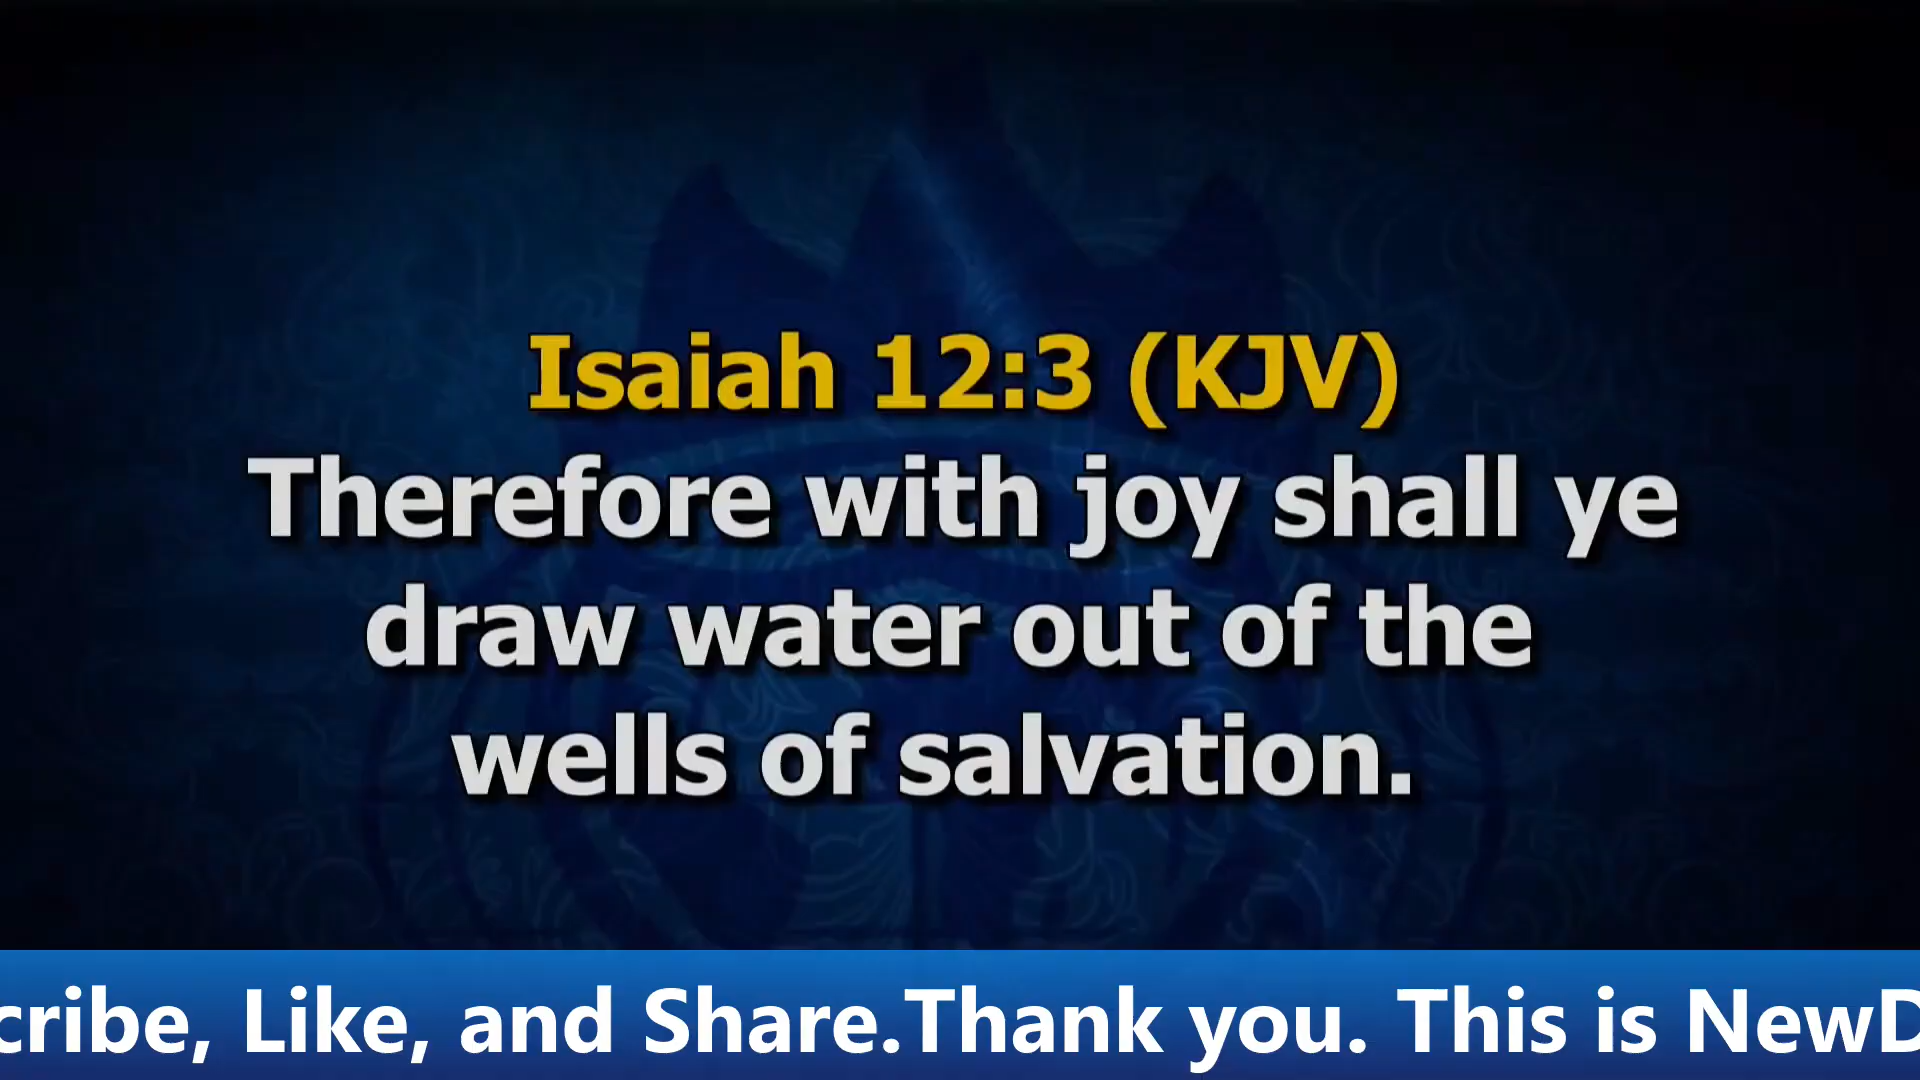 Isaiah 12:3 (KJV)
Therefore with joy shall ye
draw water out of the
wells of salvation.
cribe, Like, and Share.Thank you. This is NewD